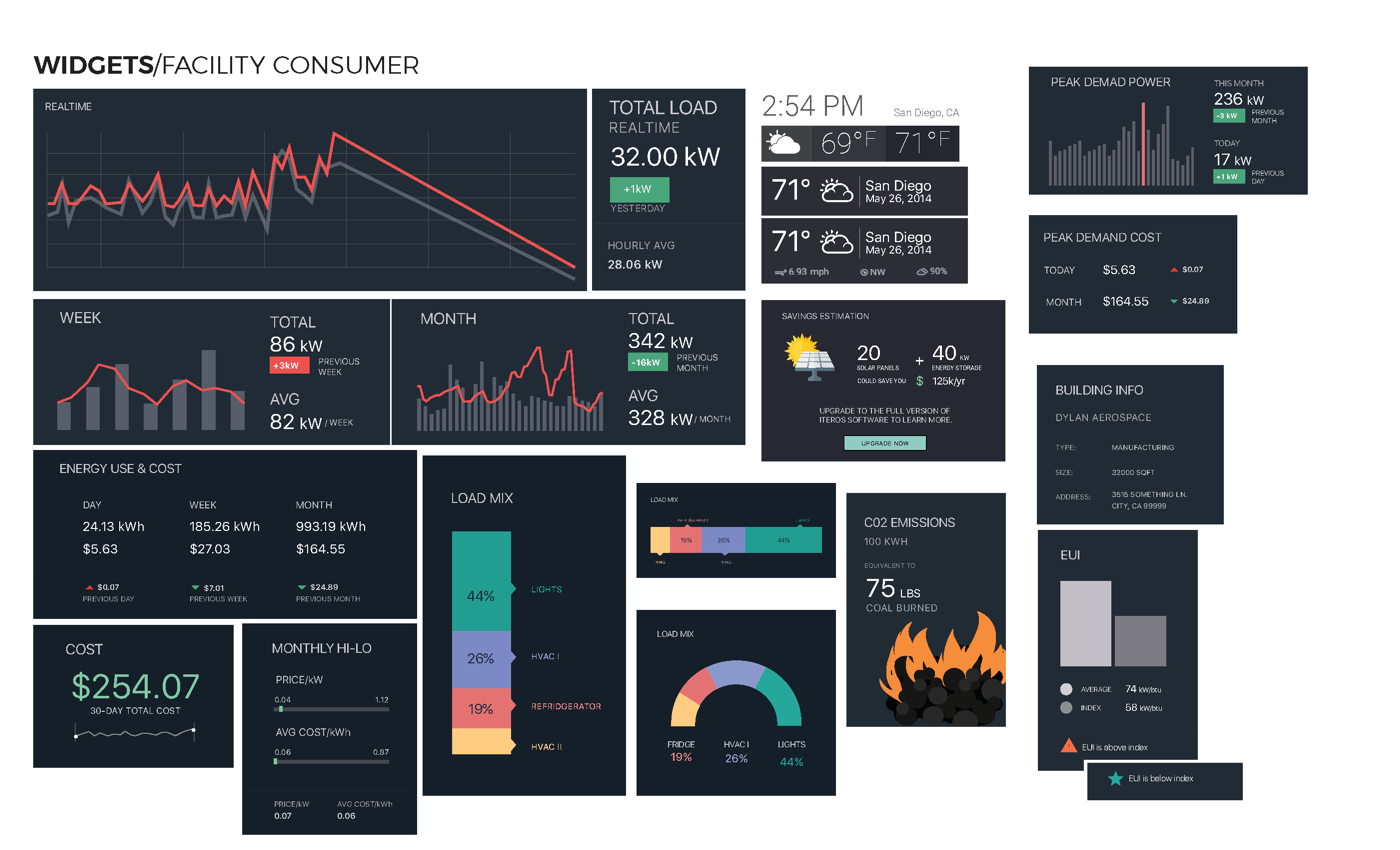 WIDGETS/FACILITY CONSUMER
REALTIME
TOTAL LOAD
REALTIME
32.00 kW
+1kW
YESTERDAY
HOURLY AVG
28.06 kW
2:54 PM
San Diego, CA
69°F
71°F
71°
San Diego
May 26, 2014
71°
San Diego
May 26, 2014
6.93 mph
NW
90%
PEAK DEMAD POWER
THIS MONTH
236 kW
-3 kW
PREVIOUS
MONTH
TODAY
17 kW
+1 kW
PREVIOUS
DAY
PEAK DEMAND COST
TODAY $5.63 $0.07
MONTH $164.55 $24.89
WEEK
TOTAL
86 kW
+3kW
PREVIOUS
WEEK
AVG
82 kW / WEEK
MONTH
TOTAL
342 kW
-16kW
PREVIOUS
MONTH
AVG
328 kW / MONTH
SAVINGS ESTIMATION
20
SOLAR PANELS
+
40 KW
ENERGY STORAGE
COULD SAVE YOU: $ 125k/yr
UPGRADE TO THE FULL VERSION OF
ITEROS SOFTWARE TO LEARN MORE.
UPGRADE NOW
BUILDING INFO
DYLAN AEROSPACE
TYPE: MANUFACTURING
SIZE: 32000 SQFT
ADDRESS: 3515 SOMETHING LN.
CITY, CA 99999
ENERGY USE & COST
DAY WEEK MONTH
24.13 kWh 185.26 kWh 993.19 kWh
$5.63 $27.03 $164.55
$0.07 $7.01 $24.89
PREVIOUS DAY PREVIOUS WEEK PREVIOUS MONTH
COST
$254.07
30-DAY TOTAL COST
MONTHLY HI-LO
PRICE/kW
0.04 1.12
AVG COST/kWh
0.06 0.87
PRICE/kW AVG COST/kWh
0.07 0.06
LOAD MIX
44% LIGHTS
26% HVAC I
19% REFRIDGERATOR
HVAC II
LOAD MIX
LIGHTS
19% 26% 44%
HVAC
LOAD MIX
FRIDGE HVAC I LIGHTS
19% 26% 44%
C02 EMISSIONS
100 KWH
EQUIVALENT TO
75 LBS
COAL BURNED
EUI
AVERAGE 74 kW/btu
INDEX 58 kW/btu
EUI is above index
EUI is below index